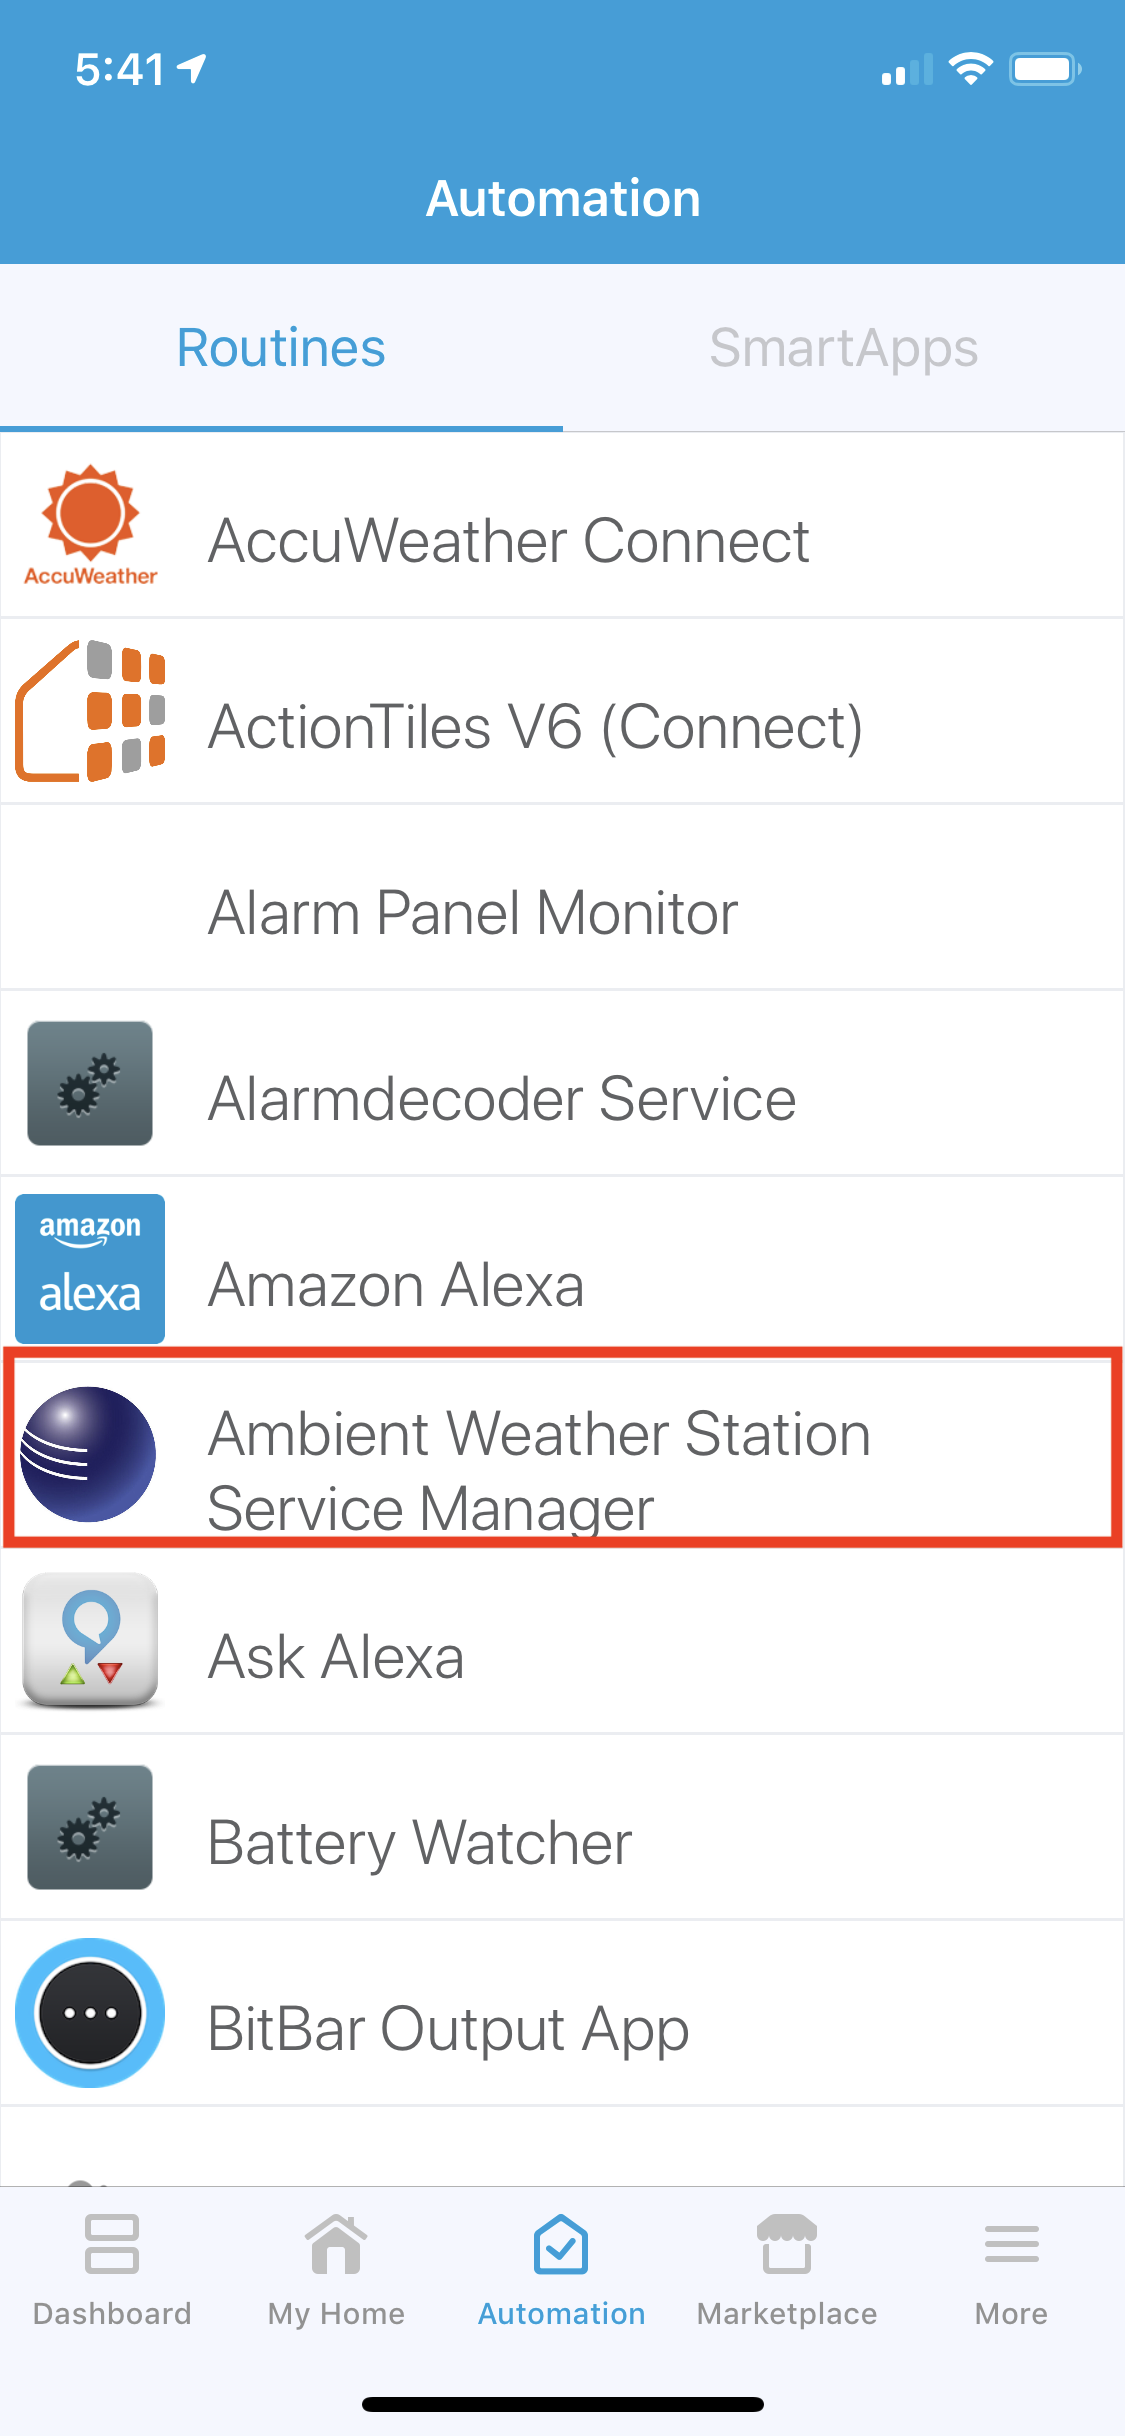 5:41
Automation
Routines
SmartApps
AccuWeather
AccuWeather Connect
ActionTiles V6 (Connect)
Alarm Panel Monitor
Alarmdecoder Service
amazon
alexa
Amazon Alexa
Ambient Weather Station
Service Manager
Ask Alexa
Battery Watcher
BitBar Output App
Dashboard
My Home
Automation
Marketplace
More